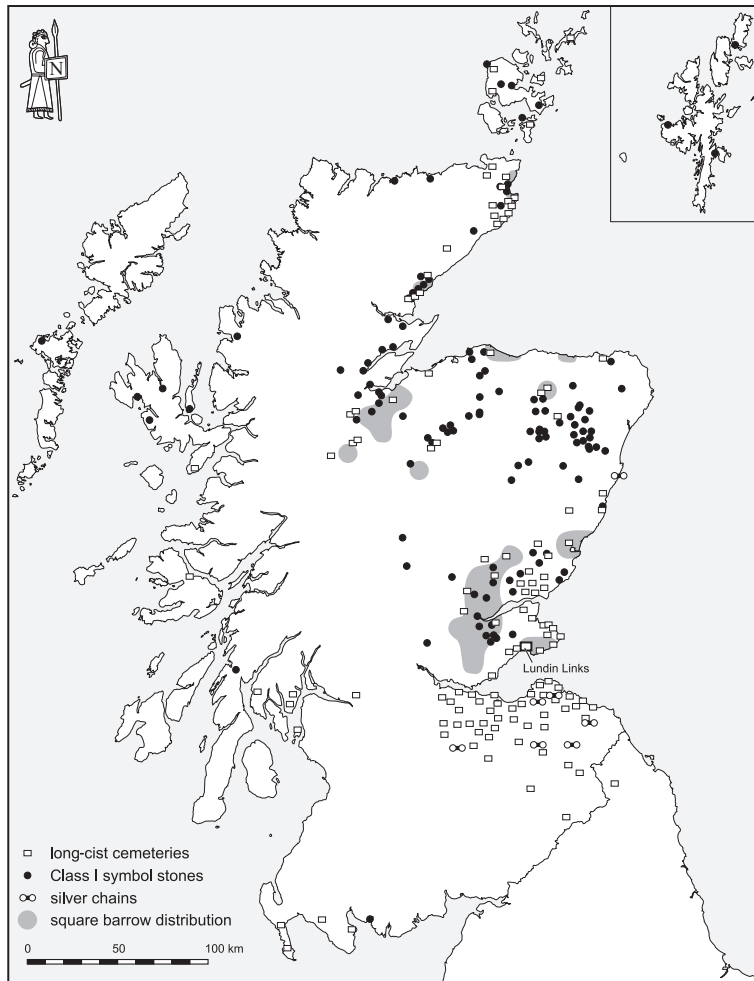 N
Lundin Links
long-cist cemeteries
Class I symbol stones
silver chains
square barrow distribution
0 50 100 km